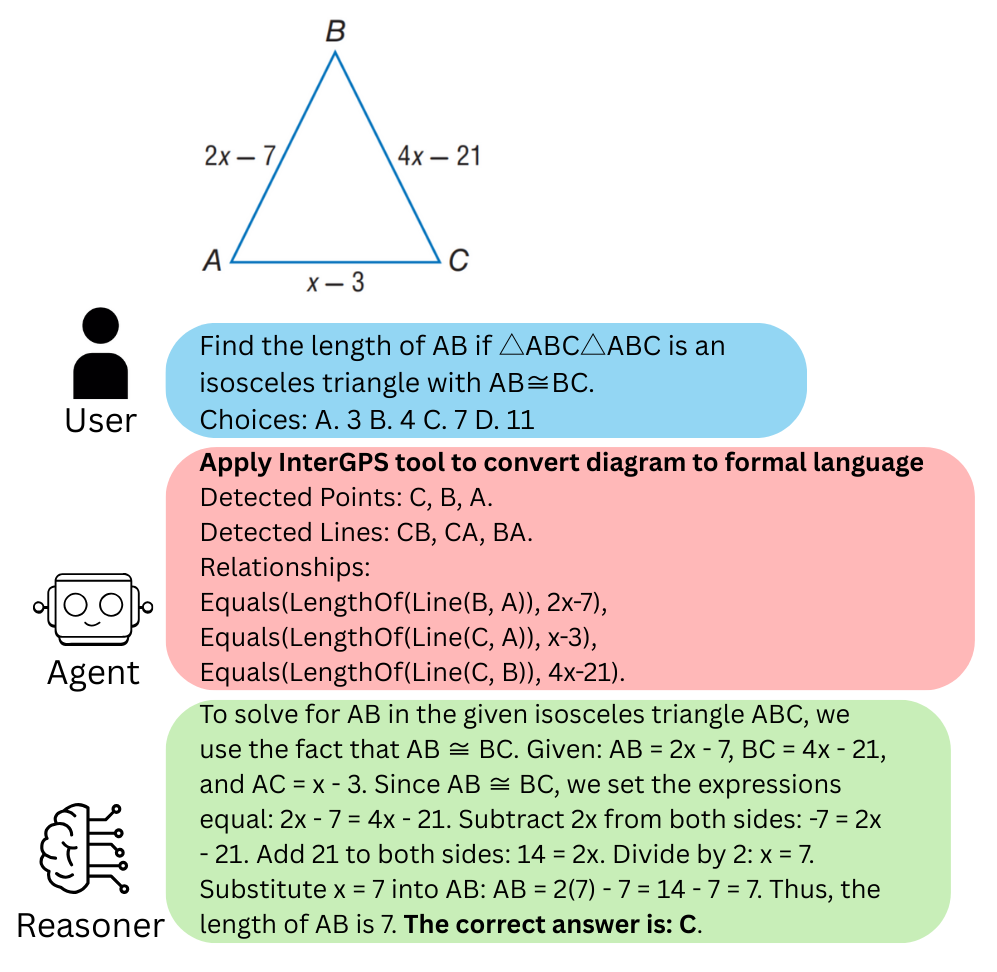 B
2x – 7
4x – 21
A
C
x – 3
Find the length of AB if △ABC△ABC is an
isosceles triangle with AB≅BC.
Choices: A. 3 B. 4 C. 7 D. 11
User
Apply InterGPS tool to convert diagram to formal language
Detected Points: C, B, A.
Detected Lines: CB, CA, BA.
Relationships:
Equals(LengthOf(Line(B, A)), 2x-7),
Equals(LengthOf(Line(C, A)), x-3),
Equals(LengthOf(Line(C, B)), 4x-21).
Agent
To solve for AB in the given isosceles triangle ABC, we
use the fact that AB ≅ BC. Given: AB = 2x - 7, BC = 4x - 21,
and AC = x - 3. Since AB ≅ BC, we set the expressions
equal: 2x - 7 = 4x - 21. Subtract 2x from both sides: -7 = 2x
- 21. Add 21 to both sides: 14 = 2x. Divide by 2: x = 7.
Substitute x = 7 into AB: AB = 2(7) - 7 = 14 - 7 = 7. Thus, the
length of AB is 7. The correct answer is: C.
Reasoner